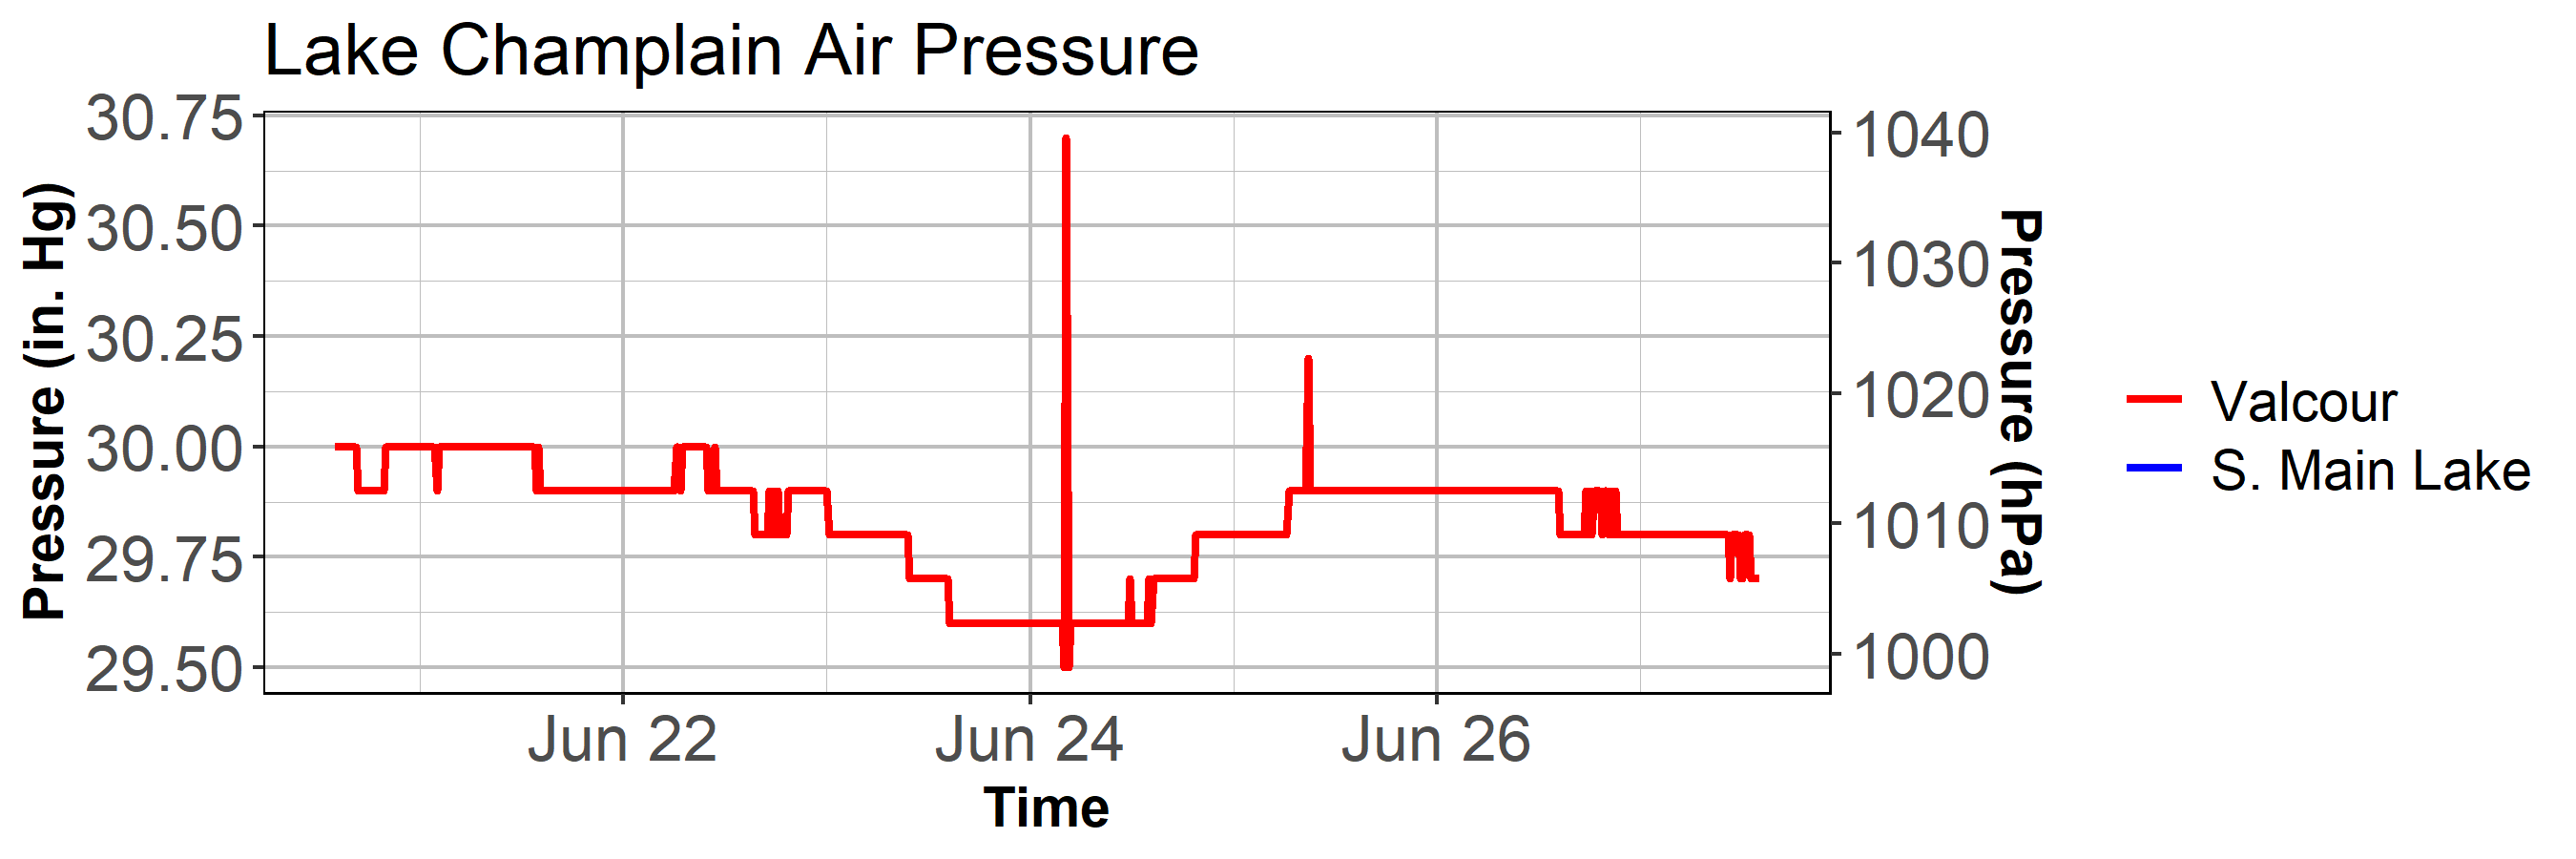 Lake Champlain Air Pressure
Pressure (in. Hg)
30.75
30.50
30.25
30.00
29.75
29.50
1040
1030
1020
1010
1000
Pressure (hPa)
Valcour
S. Main Lake
Jun 22
Jun 24
Jun 26
Time